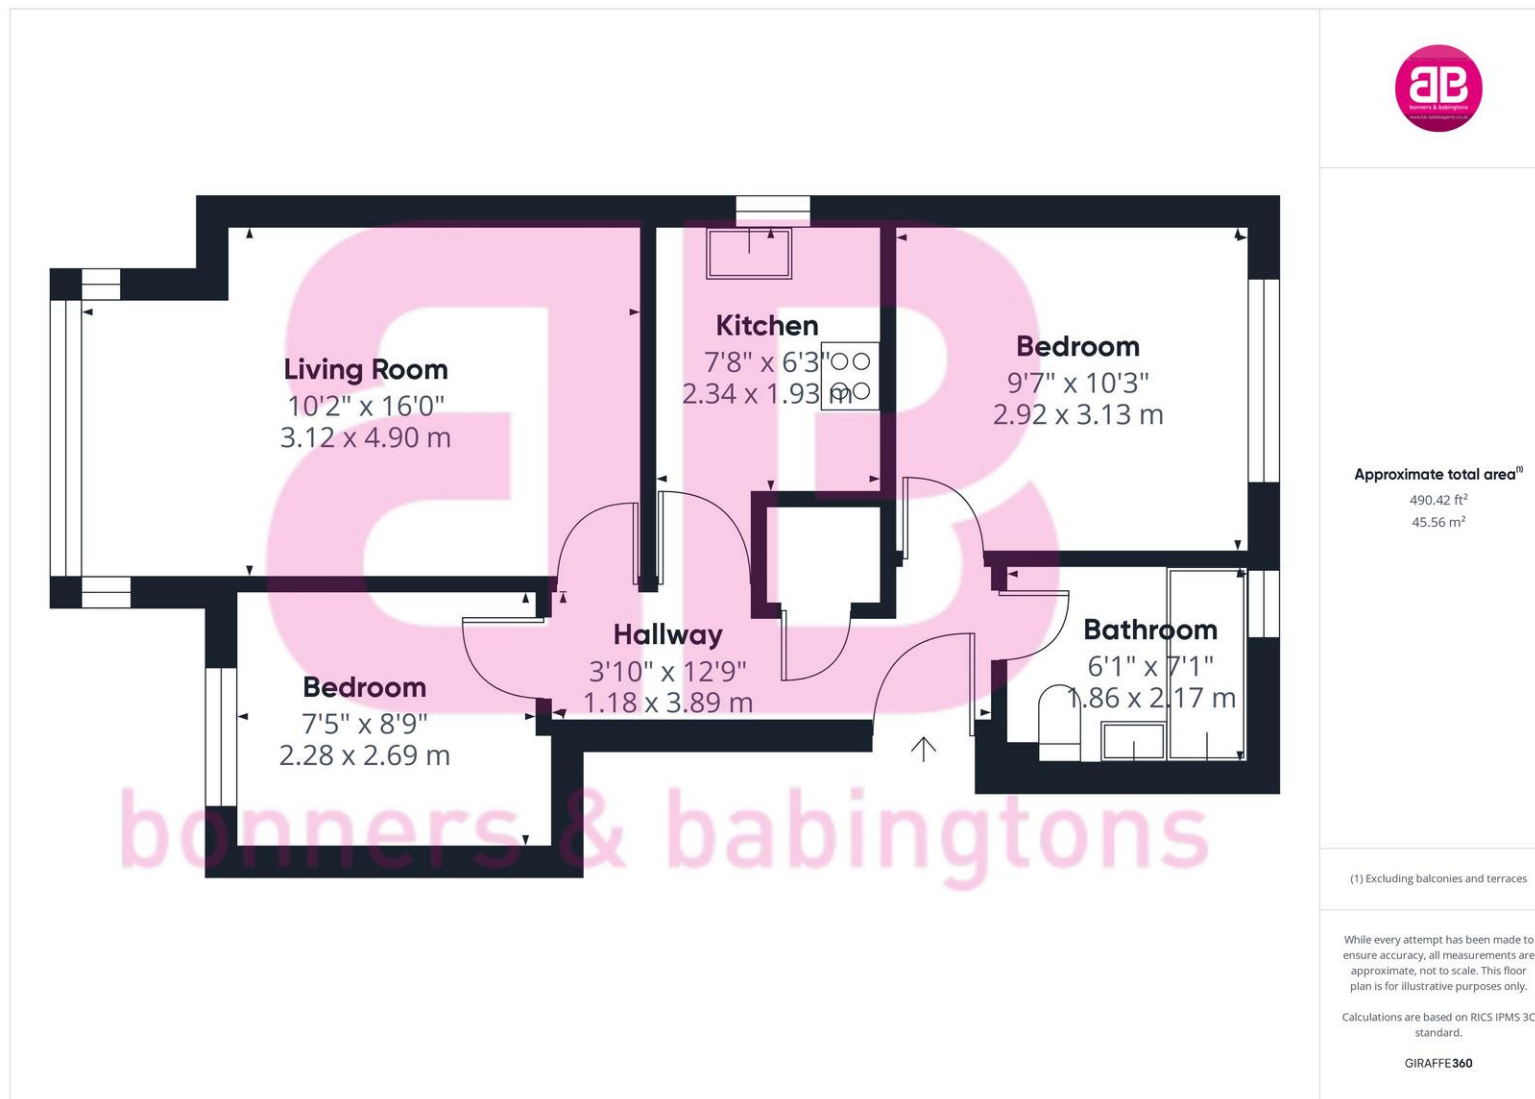 Living Room
10'2" x 16'0"
3.12 x 4.90 m
Kitchen
7'8" x 6'3"
2.34 x 1.93 m
Bedroom
9'7" x 10'3"
2.92 x 3.13 m
Hallway
3'10" x 12'9"
1.18 x 3.89 m
Bathroom
6'1" x 7'1"
1.86 x 2.17 m
Bedroom
7'5" x 8'9"
2.28 x 2.69 m
bonners & babingtons
bonners & babingtons
Approximate total area⁽¹⁾
490.42 ft²
45.56 m²
(1) Excluding balconies and terraces
While every attempt has been made to
ensure accuracy, all measurements are
approximate, not to scale. This floor
plan is for illustrative purposes only.
Calculations are based on RICS IPMS 3C
standard.
GIRAFFE360